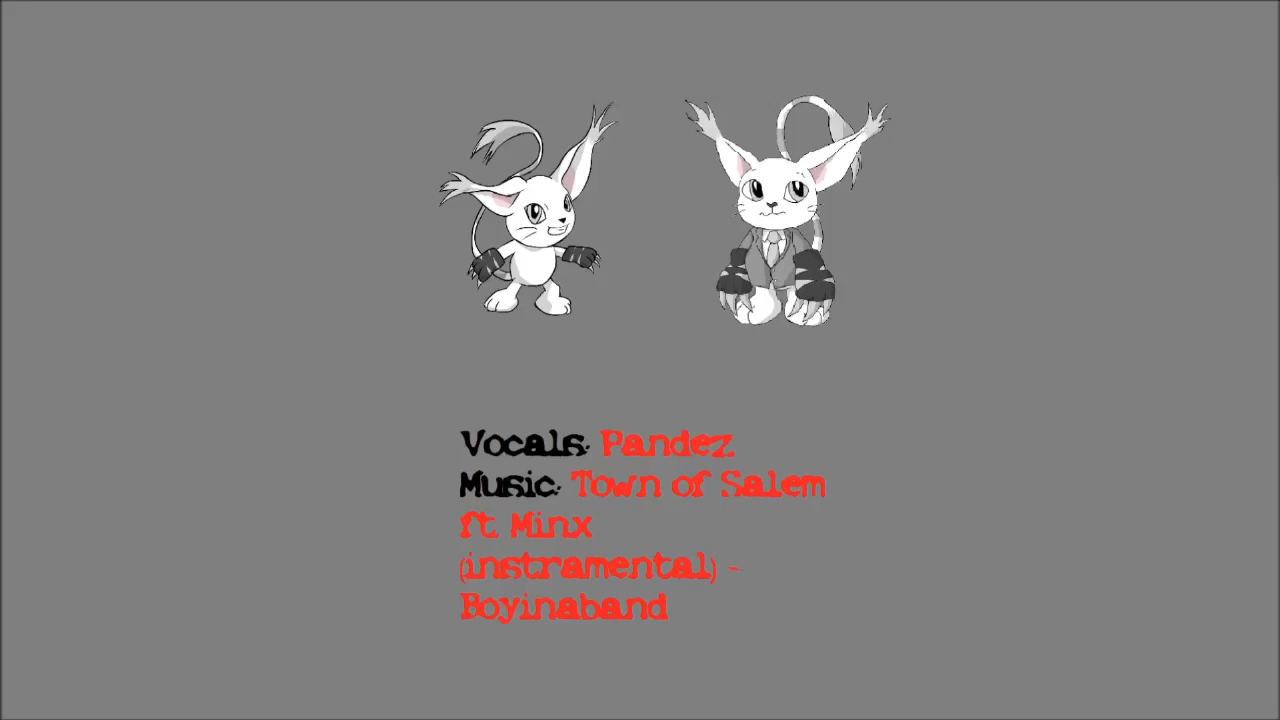 Vocals: Pandez
Music: Town of Salem
ft Minx
(instramental) -
Boyinaband